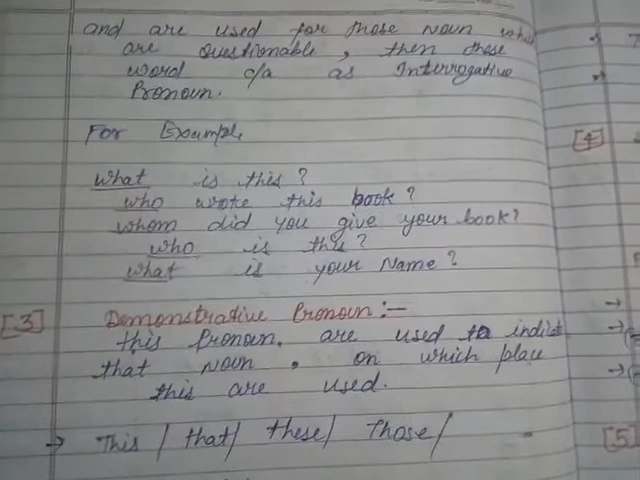 and are used for those Noun which
are Questionable, then these
word c/a as Interrogative
Pronoun.
For Example
what is this?
who wrote this book?
whom did you give your book?
who is this?
what is your Name?
[3] Demonstrative Pronoun:-
this Pronoun. are used to indicat
that Noun. on which place
this are used.
→ This / that/ these/ Those/
[4]
[5]